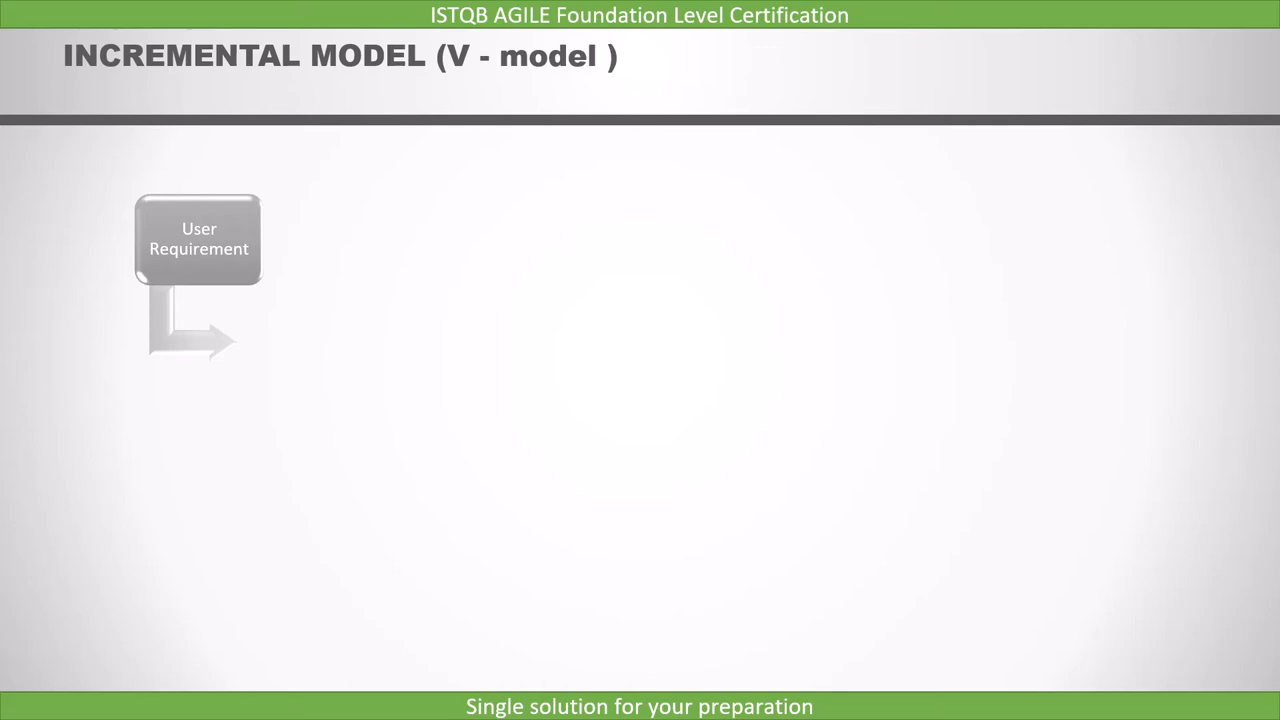 ISTQB AGILE Foundation Level Certification
INCREMENTAL MODEL (V - model )
User
Requirement
Single solution for your preparation